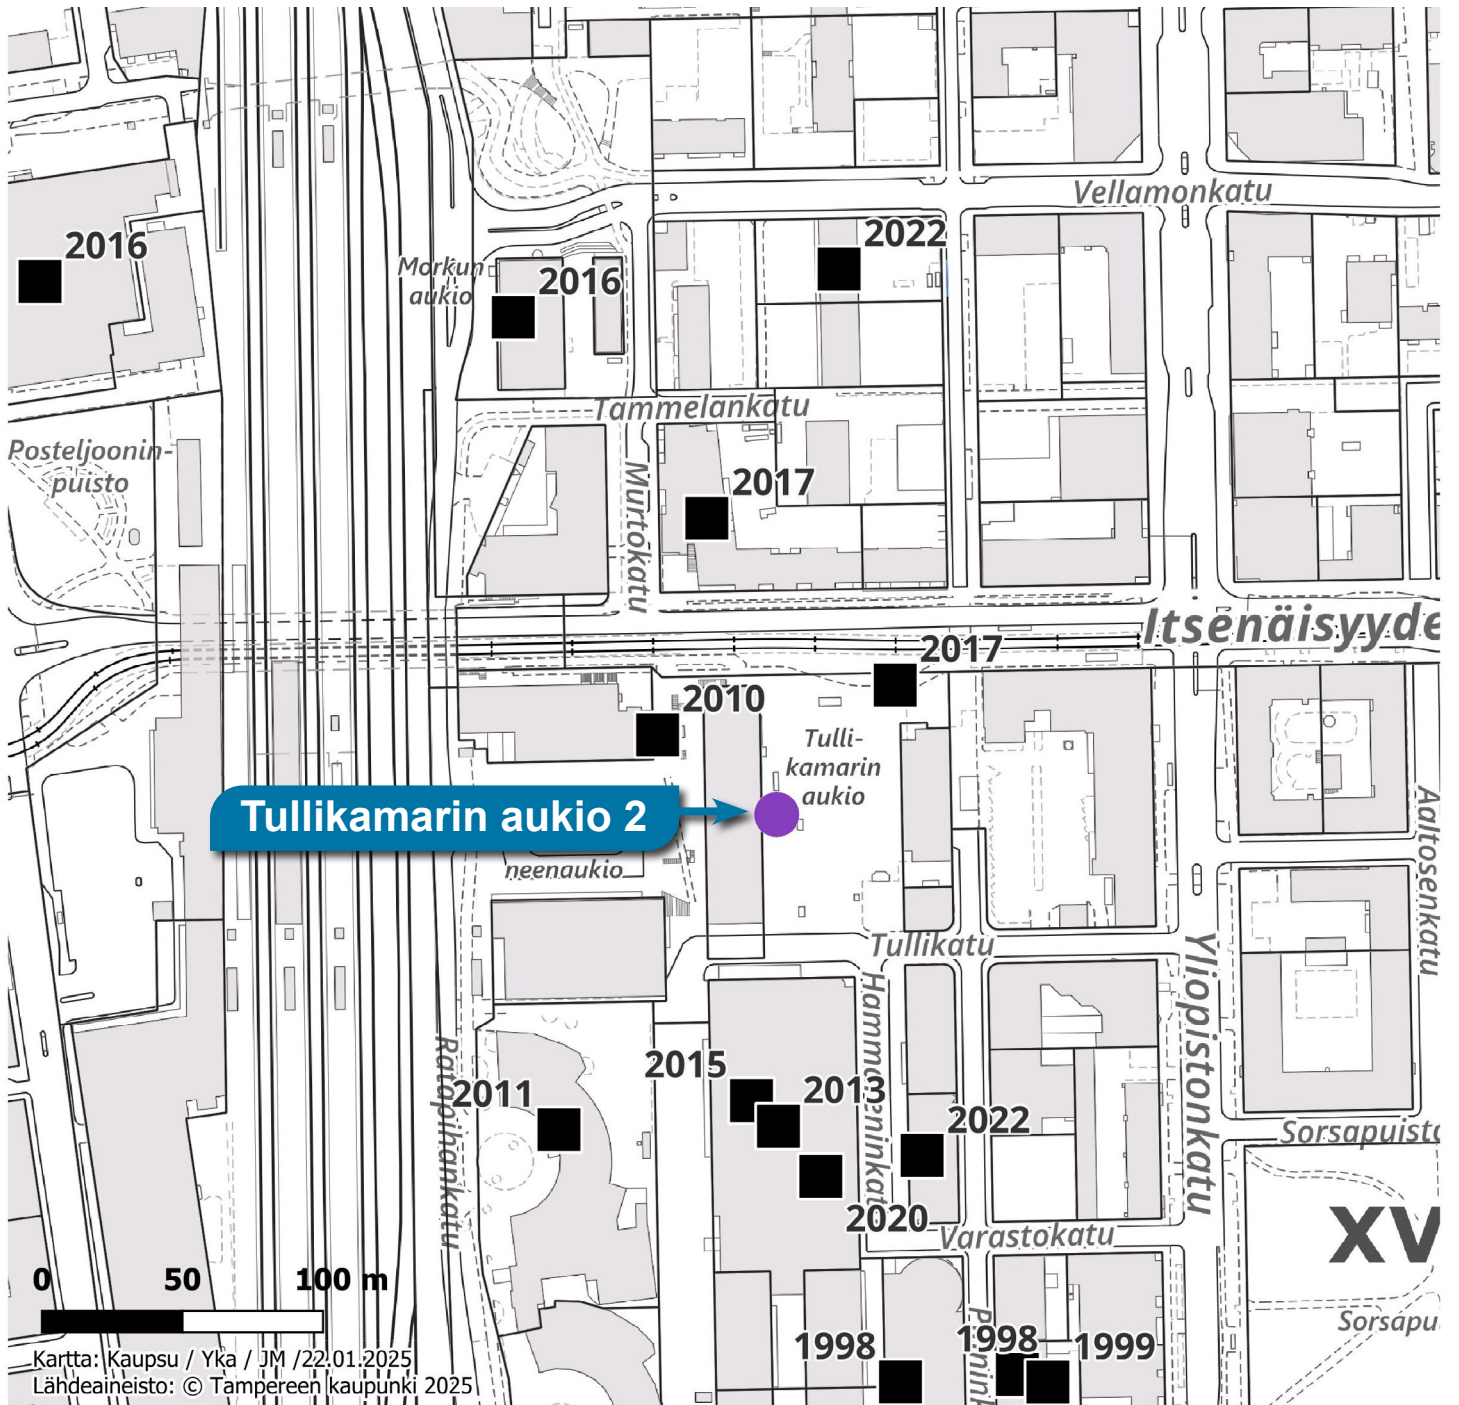 Vellamonkatu
2016
2022
Morkun
aukio
2016
Tammelankatu
Posteljoonin-
puisto
2017
Murtokatu
Itsenäisyyde
2017
2010
Tulli-
kamarin
aukio
Tullikamarin aukio 2
Aaltosenkatu
neenaukio
Tullikatu
Yliopistonkatu
Hammareninkatu
Ratapihankatu
2015
2013
2011
2022
Sorsapuisto
2020
Varastokatu
XV
0 50 100 m
Sorsapu
1998
1998
1999
Kartta: Kaupsu / Yka / JM /22.01.2025
Lähdeaineisto: © Tampereen kaupunki 2025